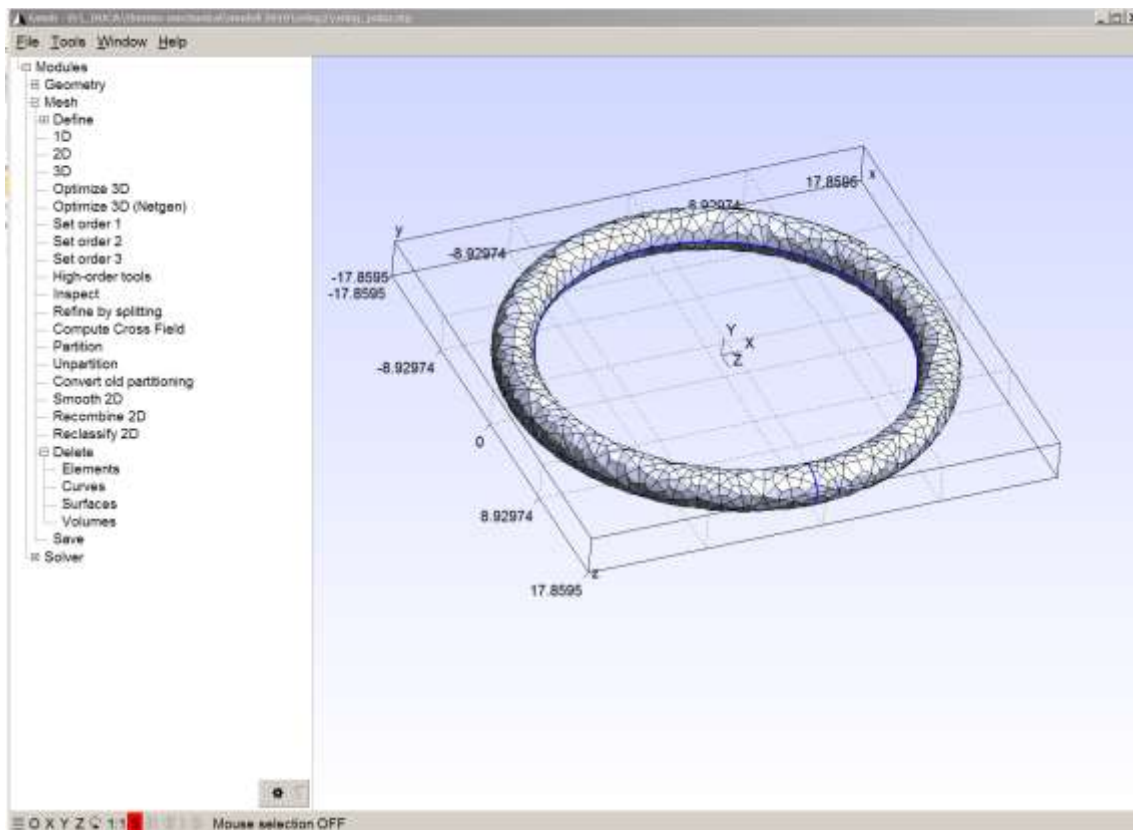 File Tools Window Help
Modules
Geometry
Mesh
Define
1D
2D
3D
Optimize 3D
Optimize 3D (Netgen)
Set order 1
Set order 2
Set order 3
High-order tools
Inspect
Refine by splitting
Compute Cross Field
Partition
Unpartition
Convert old partitioning
Smooth 2D
Recombine 2D
Reclassify 2D
Delete
Elements
Curves
Surfaces
Volumes
Save
Solver
17.8595
x
8.92974
y
-8.92974
-17.8595
-17.8595
Y
X
Z
-8.92974
0
8.92974
z
17.8595
O X Y Z 1:1 Mouse selection OFF